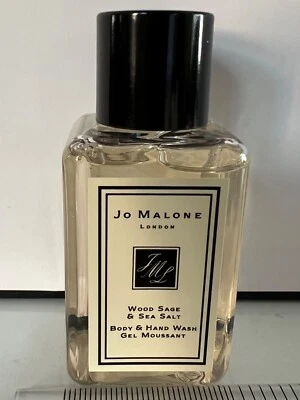 JO MALONE
LONDON
JML
WOOD SAGE
& SEA SALT
BODY & HAND WASH
GEL MOUSSANT